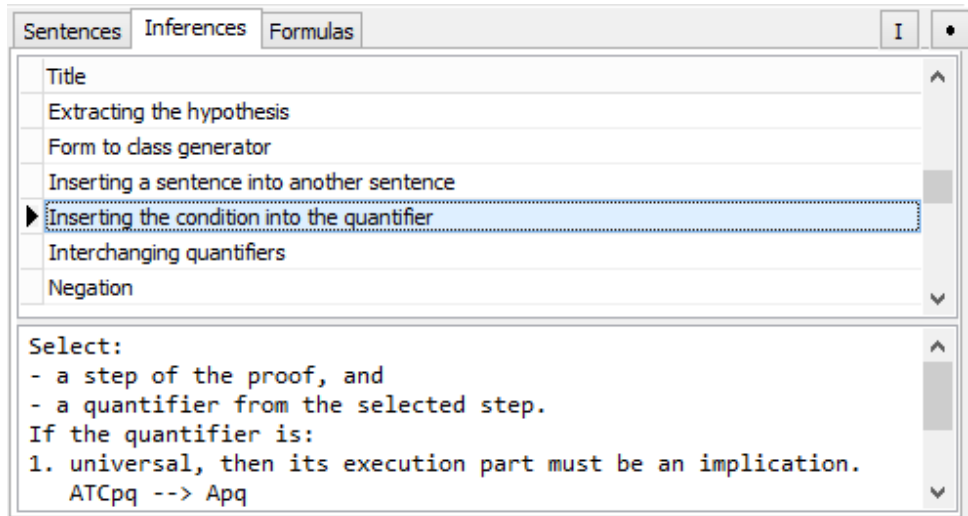 Sentences Inferences Formulas I •
Title
Extracting the hypothesis
Form to class generator
Inserting a sentence into another sentence
Inserting the condition into the quantifier
Interchanging quantifiers
Negation
Select:
- a step of the proof, and
- a quantifier from the selected step.
If the quantifier is:
1. universal, then its execution part must be an implication.
ATCpq --> Apq